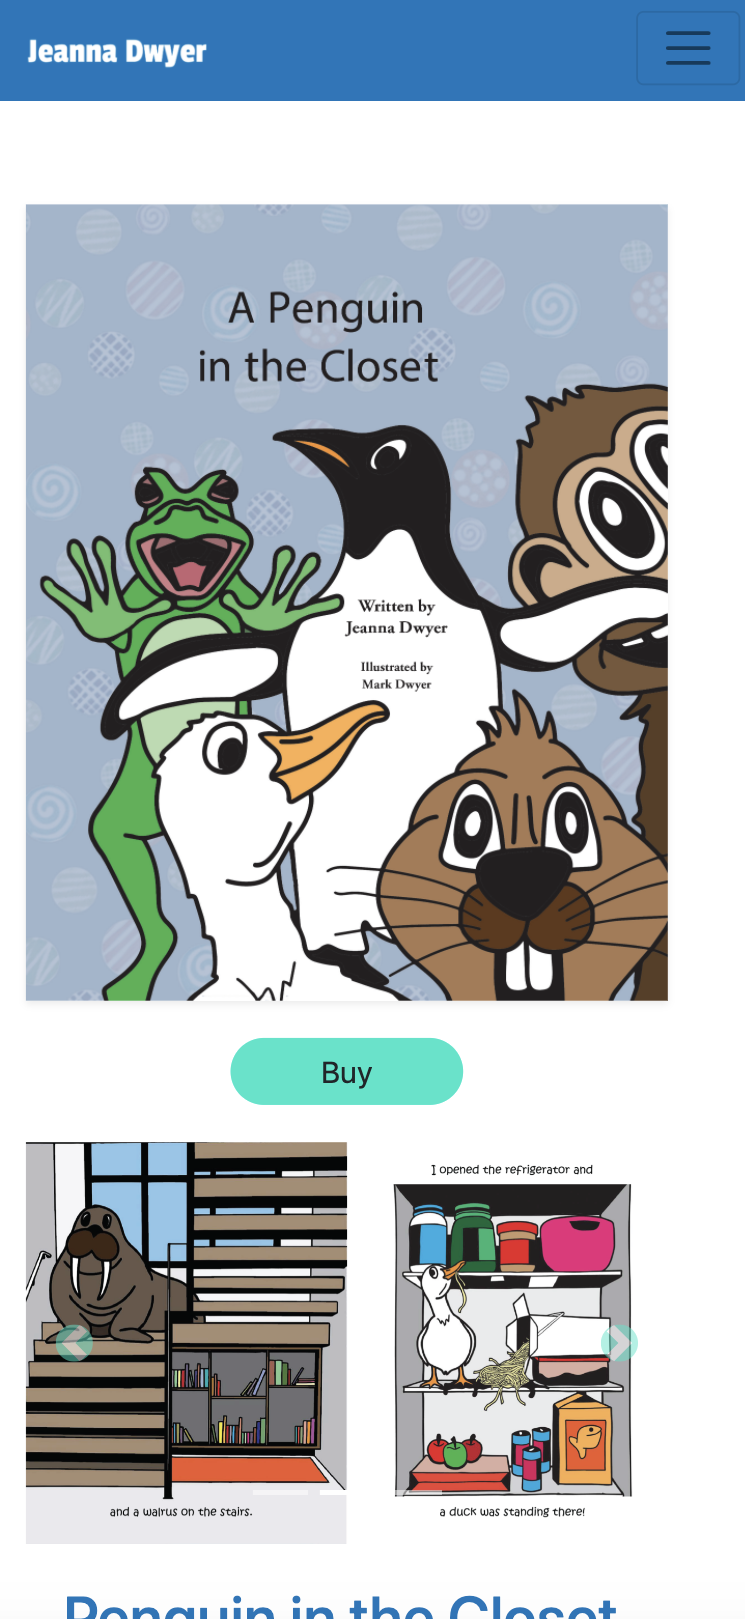 Jeanna Dwyer
A Penguin
in the Closet
Written by
Jeanna Dwyer
Illustrated by
Mark Dwyer
Buy
and a walrus on the stairs.
I opened the refrigerator and
a duck was standing there!
Penguin in the Closet